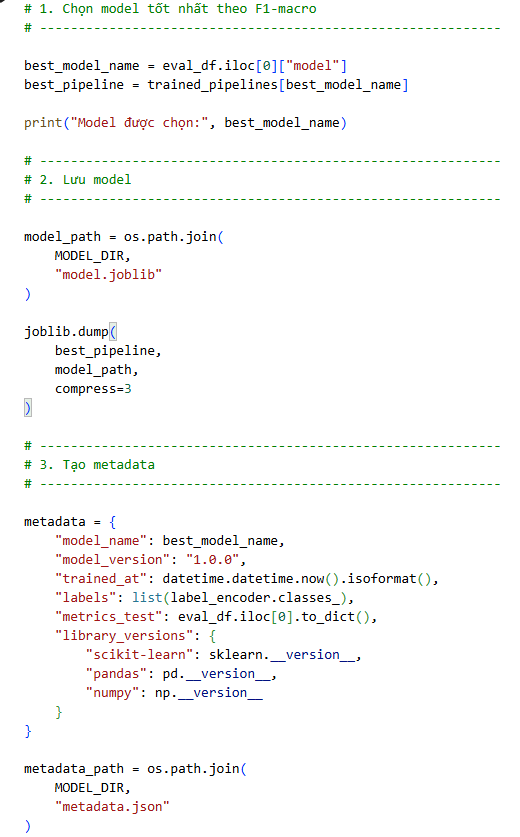 # 1. Chọn model tốt nhất theo F1-macro
# ------------------------------------------------------------
best_model_name = eval_df.iloc[0]["model"]
best_pipeline = trained_pipelines[best_model_name]
print("Model được chọn:", best_model_name)
# ------------------------------------------------------------
# 2. Lưu model
# ------------------------------------------------------------
model_path = os.path.join(
    MODEL_DIR,
    "model.joblib"
)
joblib.dump(
    best_pipeline,
    model_path,
    compress=3
)
# ------------------------------------------------------------
# 3. Tạo metadata
# ------------------------------------------------------------
metadata = {
    "model_name": best_model_name,
    "model_version": "1.0.0",
    "trained_at": datetime.datetime.now().isoformat(),
    "labels": list(label_encoder.classes_),
    "metrics_test": eval_df.iloc[0].to_dict(),
    "library_versions": {
        "scikit-learn": sklearn.__version__,
        "pandas": pd.__version__,
        "numpy": np.__version__
    }
}
metadata_path = os.path.join(
    MODEL_DIR,
    "metadata.json"
)